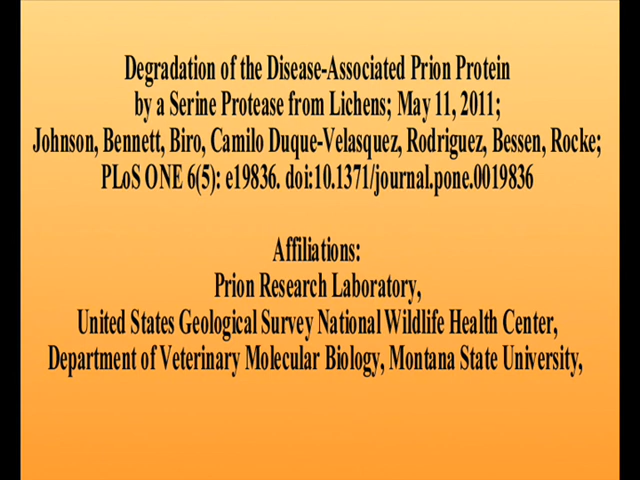 Degradation of the Disease-Associated Prion Protein
by a Serine Protease from Lichens; May 11, 2011;
Johnson, Bennett, Biro, Camilo Duque-Velasquez, Rodriguez, Bessen, Rocke;
PLoS ONE 6(5): e19836. doi:10.1371/journal.pone.0019836
Affiliations:
Prion Research Laboratory,
United States Geological Survey National Wildlife Health Center,
Department of Veterinary Molecular Biology, Montana State University,